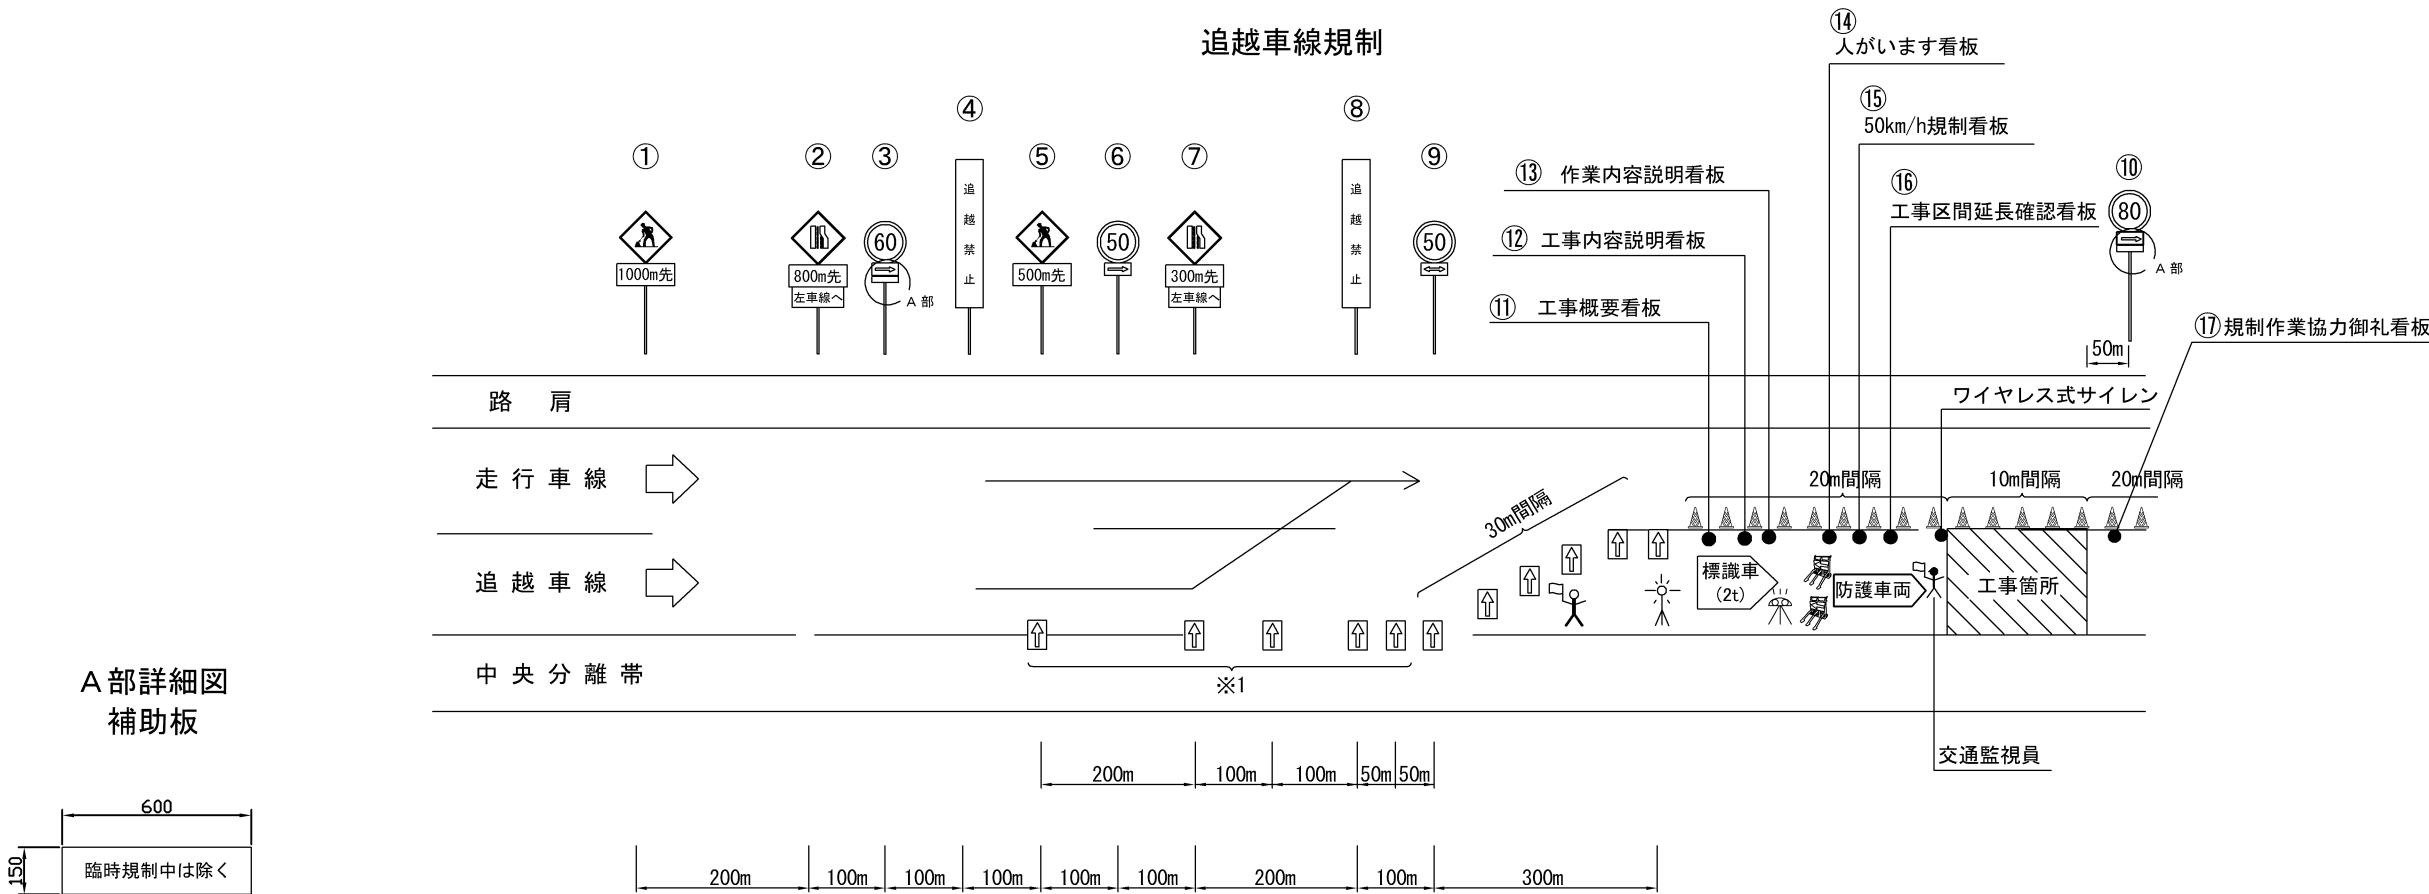 追越車線規制
⑭
人がいます看板
⑮
50km/h規制看板
④
⑧
①
②
③
⑤
⑥
⑦
⑨
⑬ 作業内容説明看板
⑯
工事区間延長確認看板
⑩
80
A部
⑫ 工事内容説明看板
⑪ 工事概要看板
⑰規制作業協力御礼看板
50m
1000m先
800m先
左車線へ
60
A部
追越禁止
500m先
50
300m先
左車線へ
追越禁止
50
路肩
ワイヤレス式サイレン
走行車線
20m間隔
10m間隔
20m間隔
30m間隔
追越車線
標識車
(2t)
防護車両
工事箇所
中央分離帯
※1
交通監視員
A部詳細図
補助板
600
150
臨時規制中は除く
200m
100m
100m
50m
50m
200m
100m
100m
100m
100m
100m
200m
100m
300m